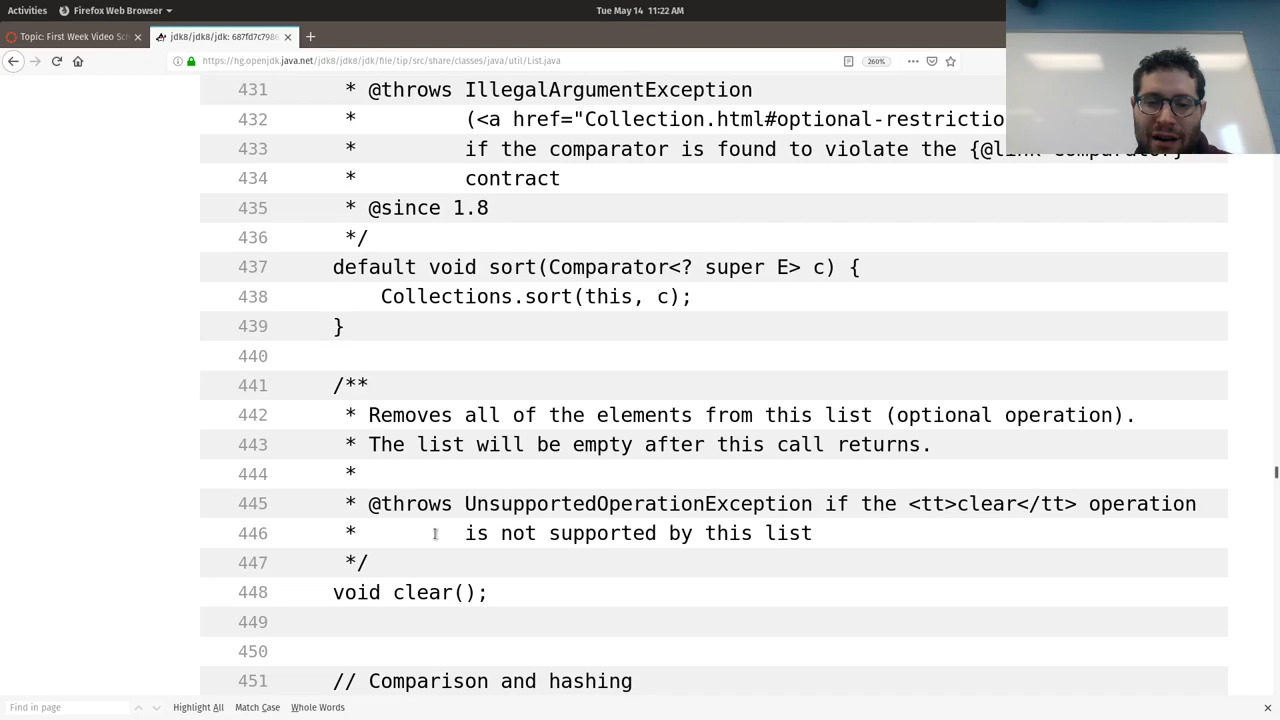 Activities
Firefox Web Browser
Tue May 14 11:22 AM
Topic: First Week Video Sch
jdk8/jdk8/jdk: 687fd7c7986
https://hg.openjdk.java.net/jdk8/jdk8/jdk/file/tip/src/share/classes/java/util/List.java
260%
431 * @throws IllegalArgumentException
432 * (<a href="Collection.html#optional-restrictio
433 * if the comparator is found to violate the {@link
434 * contract
435 * @since 1.8
436 */
437 default void sort(Comparator<? super E> c) {
438 Collections.sort(this, c);
439 }
440
441 /**
442 * Removes all of the elements from this list (optional operation).
443 * The list will be empty after this call returns.
444 *
445 * @throws UnsupportedOperationException if the <tt>clear</tt> operation
446 * is not supported by this list
447 */
448 void clear();
449
450
451 // Comparison and hashing
Find in page
Highlight All
Match Case
Whole Words